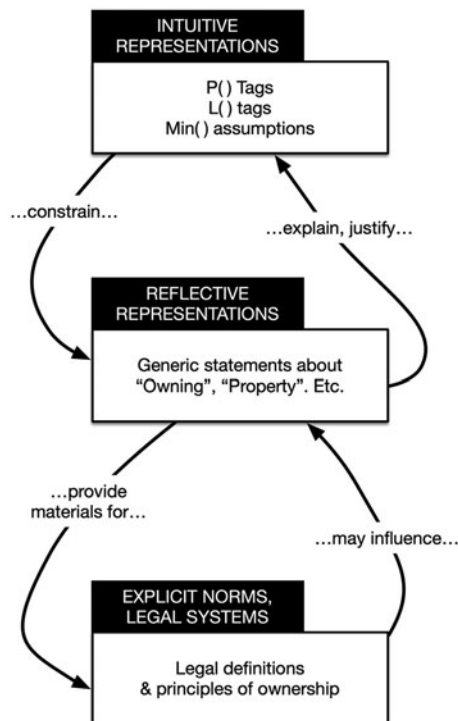 INTUITIVE
REPRESENTATIONS
P() Tags
L() tags
Min() assumptions
…constrain…
…explain, justify…
REFLECTIVE
REPRESENTATIONS
Generic statements about
“Owning”, “Property”. Etc.
…provide
materials for…
…may influence…
EXPLICIT NORMS,
LEGAL SYSTEMS
Legal definitions
& principles of ownership